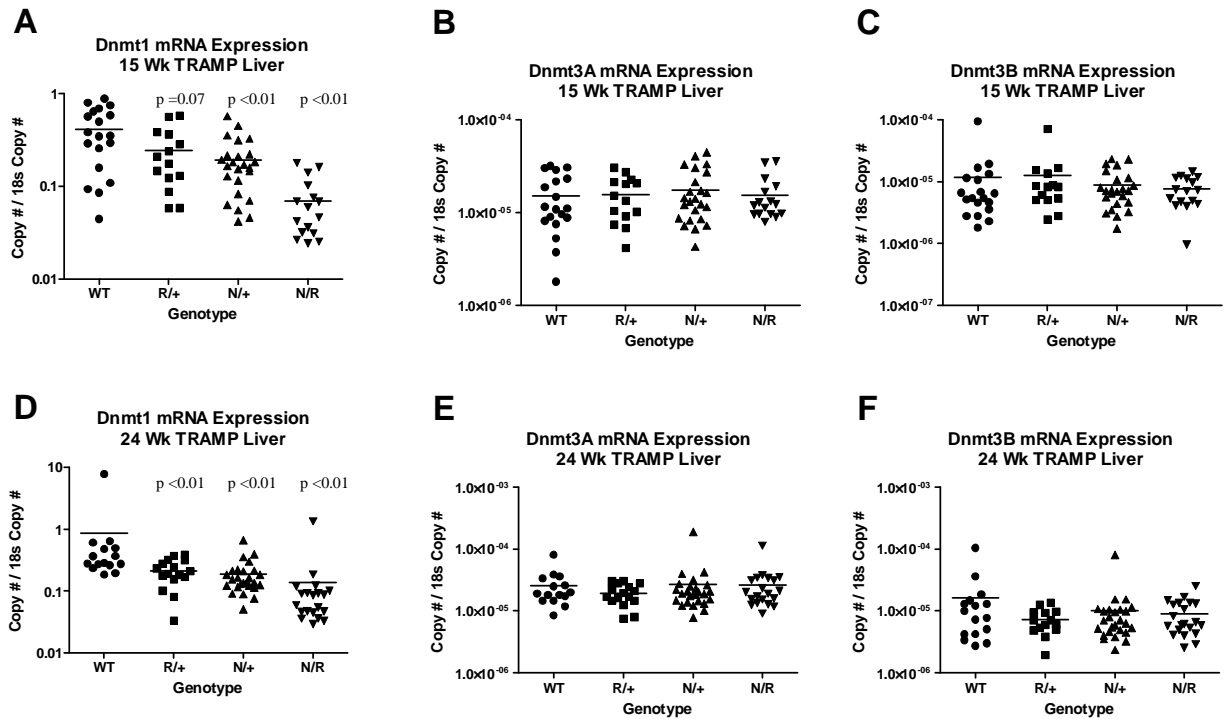 A
Dnmt1 mRNA Expression
15 Wk TRAMP Liver
p =0.07
p <0.01
p <0.01
1
0.1
0.01
Copy # / 18s Copy #
WT
R/+
N/+
N/R
Genotype
B
Dnmt3A mRNA Expression
15 Wk TRAMP Liver
1.0×10⁻⁰⁴
1.0×10⁻⁰⁵
1.0×10⁻⁰⁶
Copy # / 18s Copy #
WT
R/+
N/+
N/R
Genotype
C
Dnmt3B mRNA Expression
15 Wk TRAMP Liver
1.0×10⁻⁰⁴
1.0×10⁻⁰⁵
1.0×10⁻⁰⁶
1.0×10⁻⁰⁷
Copy # / 18s Copy #
WT
R/+
N/+
N/R
Genotype
D
Dnmt1 mRNA Expression
24 Wk TRAMP Liver
p <0.01
p <0.01
p <0.01
10
1
0.1
0.01
Copy # / 18s Copy #
WT
R/+
N/+
N/R
Genotype
E
Dnmt3A mRNA Expression
24 Wk TRAMP Liver
1.0×10⁻⁰³
1.0×10⁻⁰⁴
1.0×10⁻⁰⁵
1.0×10⁻⁰⁶
Copy # / 18s Copy #
WT
R/+
N/+
N/R
Genotype
F
Dnmt3B mRNA Expression
24 Wk TRAMP Liver
1.0×10⁻⁰³
1.0×10⁻⁰⁴
1.0×10⁻⁰⁵
1.0×10⁻⁰⁶
Copy # / 18s Copy #
WT
R/+
N/+
N/R
Genotype